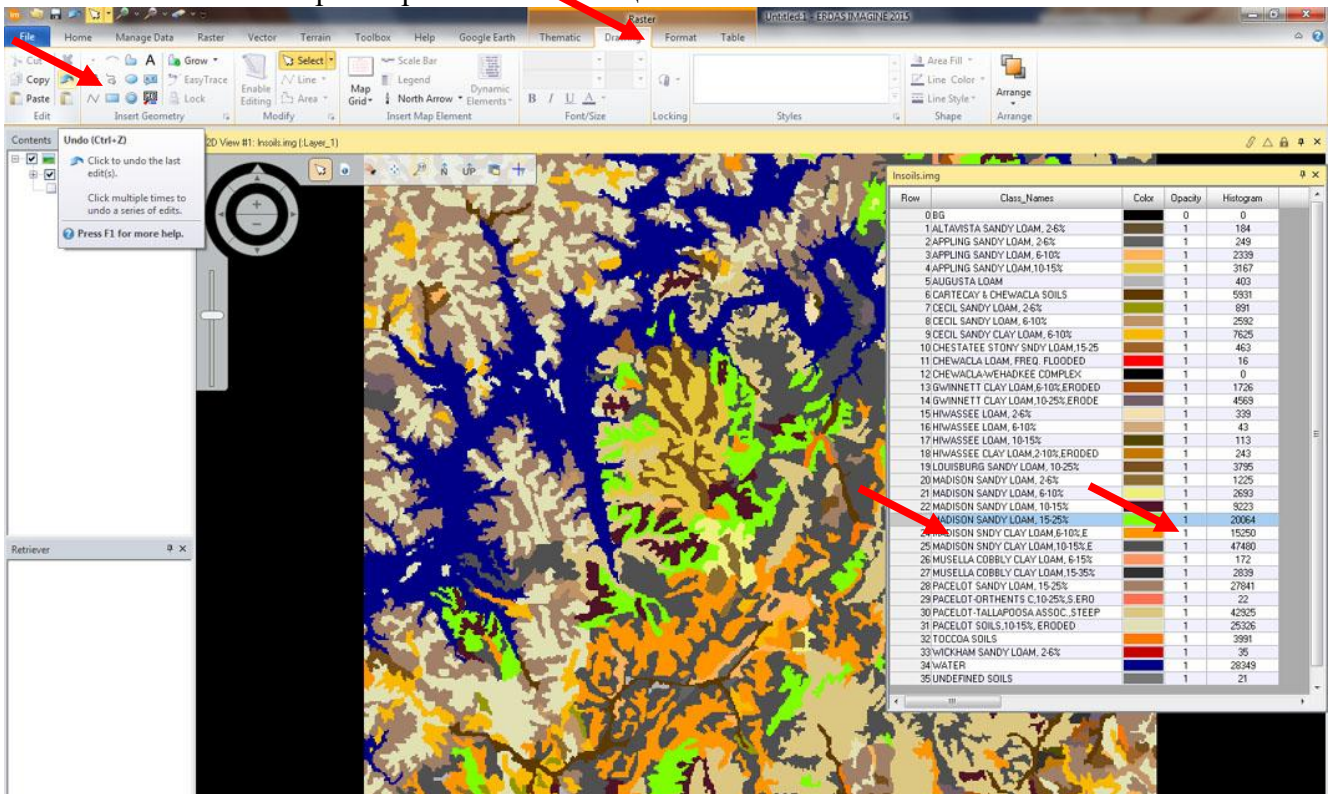 Raster
Untitled:1 - ERDAS IMAGINE 2015
File Home Manage Data Raster Vector Terrain Toolbox Help Google Earth Thematic Format Table
Cut
Copy
Paste
Edit
A
Grow
EasyTrace
Lock
Insert Geometry
Enable Editing
Select
Line
Area
Modify
Map Grid
Scale Bar
Legend
North Arrow
Dynamic Elements
Insert Map Element
B I U A
Font/Size
Locking
Styles
Area Fill
Line Color
Line Style
Shape
Arrange
Arrange
Contents
2D View #1: Insoils.img (:Layer_1)
Undo (Ctrl+Z)
Click to undo the last
edit(s).
Click multiple times to
undo a series of edits.
Press F1 for more help.
N UP
Retriever
Insoils.img
Row Class_Names Color Opacity Histogram
0 BG 0 0
1 ALTAVISTA SANDY LOAM, 2-6% 1 184
2 APPLING SANDY LOAM, 2-6% 1 249
3 APPLING SANDY LOAM, 6-10% 1 2339
4 APPLING SANDY LOAM,10-15% 1 3167
5 AUGUSTA LOAM 1 403
6 CARTECAY & CHEWACLA SOILS 1 5931
7 CECIL SANDY LOAM, 2-6% 1 891
8 CECIL SANDY LOAM, 6-10% 1 2592
9 CECIL SANDY CLAY LOAM, 6-10% 1 7625
10 CHESTATEE STONY SNDY LOAM,15-25 1 463
11 CHEWACLA LOAM, FREQ. FLOODED 1 16
12 CHEWACLA-WEHADKEE COMPLEX 1 0
13 GWINNETT CLAY LOAM,6-10%,ERODED 1 1726
14 GWINNETT CLAY LOAM,10-25%,ERODE 1 4569
15 HIWASSEE LOAM, 2-6% 1 339
16 HIWASSEE LOAM, 6-10% 1 43
17 HIWASSEE LOAM, 10-15% 1 113
18 HIWASSEE CLAY LOAM,2-10%,ERODED 1 243
19 LOUISBURG SANDY LOAM, 10-25% 1 3795
20 MADISON SANDY LOAM, 2-6% 1 1225
21 MADISON SANDY LOAM, 6-10% 1 2693
22 MADISON SANDY LOAM, 10-15% 1 9223
MADISON SANDY LOAM, 15-25% 1 20064
24 MADISON SNDY CLAY LOAM,6-10%,E 1 15250
25 MADISON SNDY CLAY LOAM,10-15%,E 1 47480
26 MUSELLA COBBLY CLAY LOAM, 6-15% 1 172
27 MUSELLA COBBLY CLAY LOAM,15-35% 1 2839
28 PACELOT SANDY LOAM, 15-25% 1 27841
29 PACELOT-ORTHENTS C,10-25%,S.ERO 1 22
30 PACELOT-TALLAPOOSA ASSOC.,STEEP 1 42925
31 PACELOT SOILS,10-15%, ERODED 1 25326
32 TOCCOA SOILS 1 3991
33 WICKHAM SANDY LOAM, 2-6% 1 35
34 WATER 1 28349
35 UNDEFINED SOILS 1 21